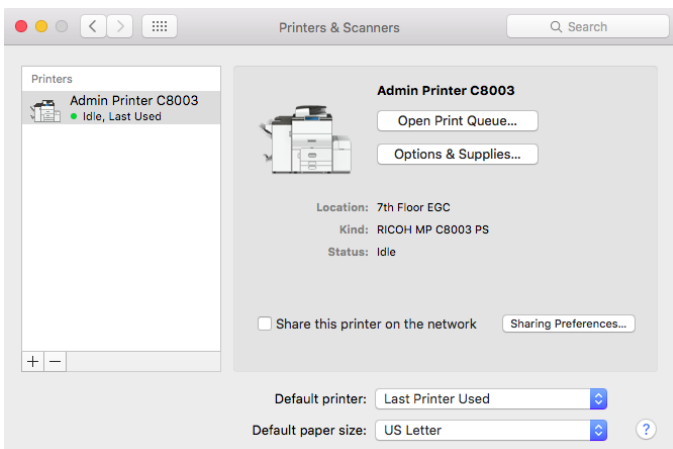 Printers & Scanners
Search
Printers
Admin Printer C8003
Idle, Last Used
Admin Printer C8003
Open Print Queue...
Options & Supplies...
Location: 7th Floor EGC
Kind: RICOH MP C8003 PS
Status: Idle
Share this printer on the network Sharing Preferences...
+ −
Default printer: Last Printer Used
Default paper size: US Letter ?